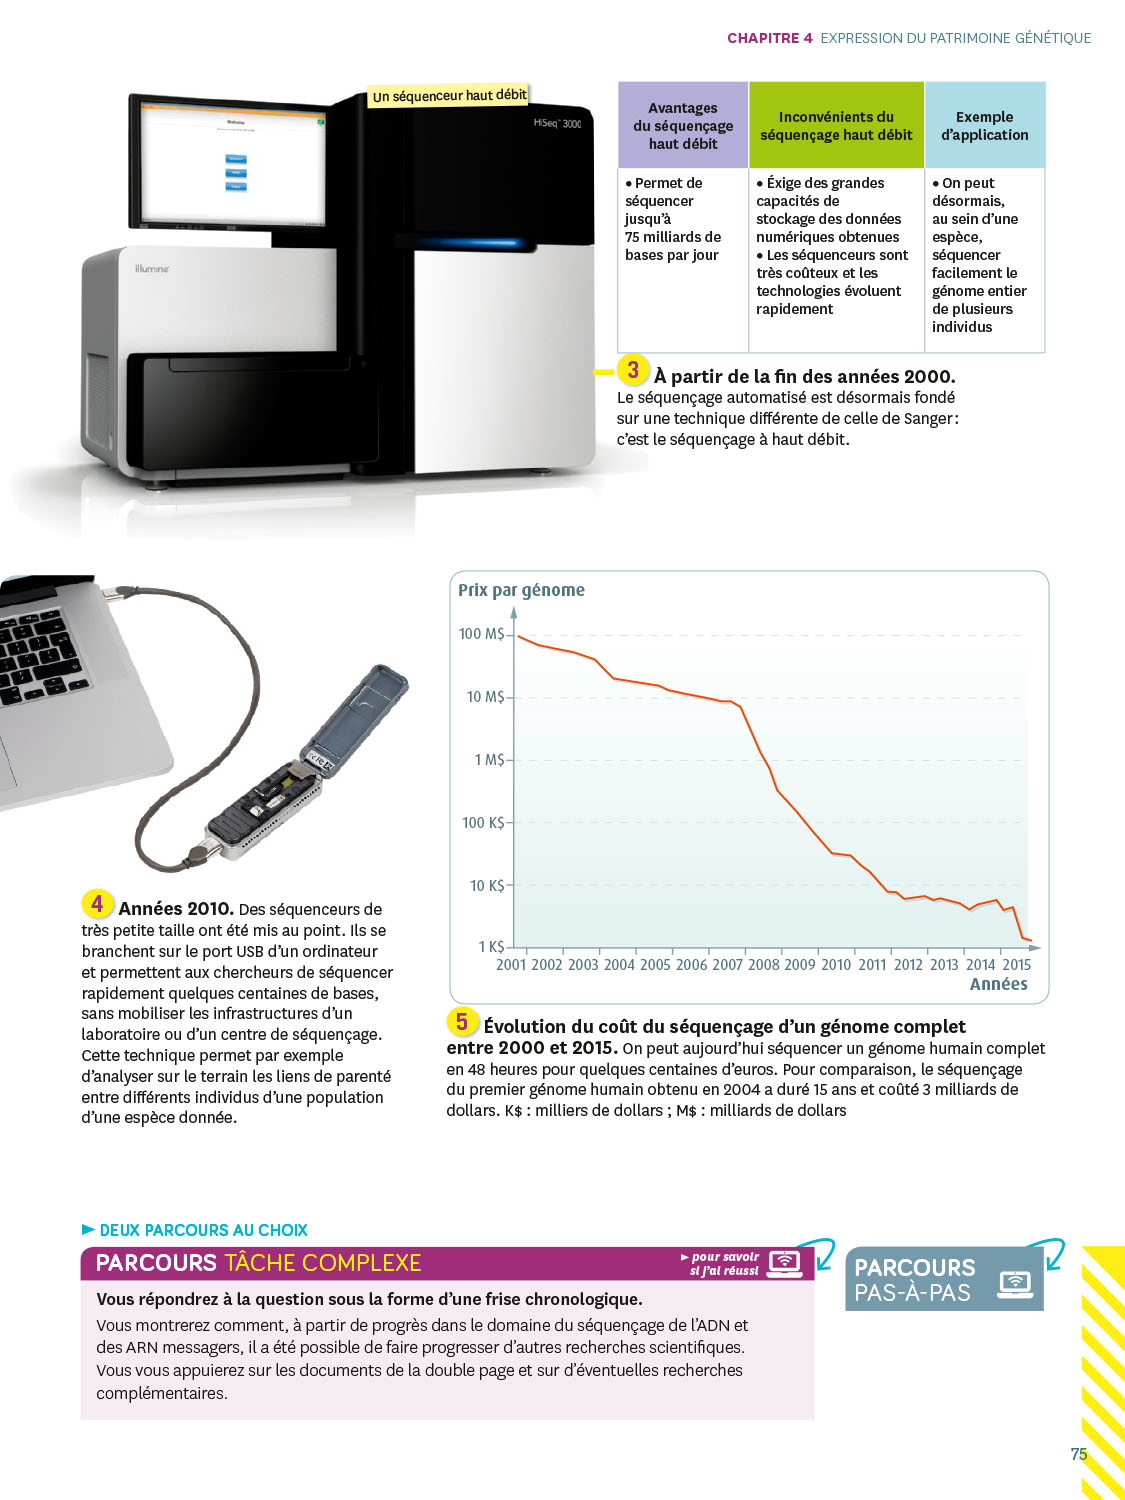 CHAPITRE 4 EXPRESSION DU PATRIMOINE GÉNÉTIQUE
Un séquenceur haut débit
HiSeq™ 3000
Welcome
illumina®
Avantages
du séquençage
haut débit
Inconvénients du
séquençage haut débit
Exemple
d'application
• Permet de
séquencer
jusqu'à
75 milliards de
bases par jour
• Éxige des grandes
capacités de
stockage des données
numériques obtenues
• Les séquenceurs sont
très coûteux et les
technologies évoluent
rapidement
• On peut
désormais,
au sein d'une
espèce,
séquencer
facilement le
génome entier
de plusieurs
individus
3 À partir de la fin des années 2000.
Le séquençage automatisé est désormais fondé
sur une technique différente de celle de Sanger :
c'est le séquençage à haut débit.
4 Années 2010. Des séquenceurs de
très petite taille ont été mis au point. Ils se
branchent sur le port USB d'un ordinateur
et permettent aux chercheurs de séquencer
rapidement quelques centaines de bases,
sans mobiliser les infrastructures d'un
laboratoire ou d'un centre de séquençage.
Cette technique permet par exemple
d'analyser sur le terrain les liens de parenté
entre différents individus d'une population
d'une espèce donnée.
Prix par génome
100 M$
10 M$
1 M$
100 K$
10 K$
1 K$
2001 2002 2003 2004 2005 2006 2007 2008 2009 2010 2011 2012 2013 2014 2015
Années
5 Évolution du coût du séquençage d'un génome complet
entre 2000 et 2015. On peut aujourd'hui séquencer un génome humain complet
en 48 heures pour quelques centaines d'euros. Pour comparaison, le séquençage
du premier génome humain obtenu en 2004 a duré 15 ans et coûté 3 milliards de
dollars. K$ : milliers de dollars ; M$ : milliards de dollars
► DEUX PARCOURS AU CHOIX
PARCOURS TÂCHE COMPLEXE
► pour savoir
si j'ai réussi
Vous répondrez à la question sous la forme d'une frise chronologique.
Vous montrerez comment, à partir de progrès dans le domaine du séquençage de l'ADN et
des ARN messagers, il a été possible de faire progresser d'autres recherches scientifiques.
Vous vous appuierez sur les documents de la double page et sur d'éventuelles recherches
complémentaires.
PARCOURS
PAS-À-PAS
75